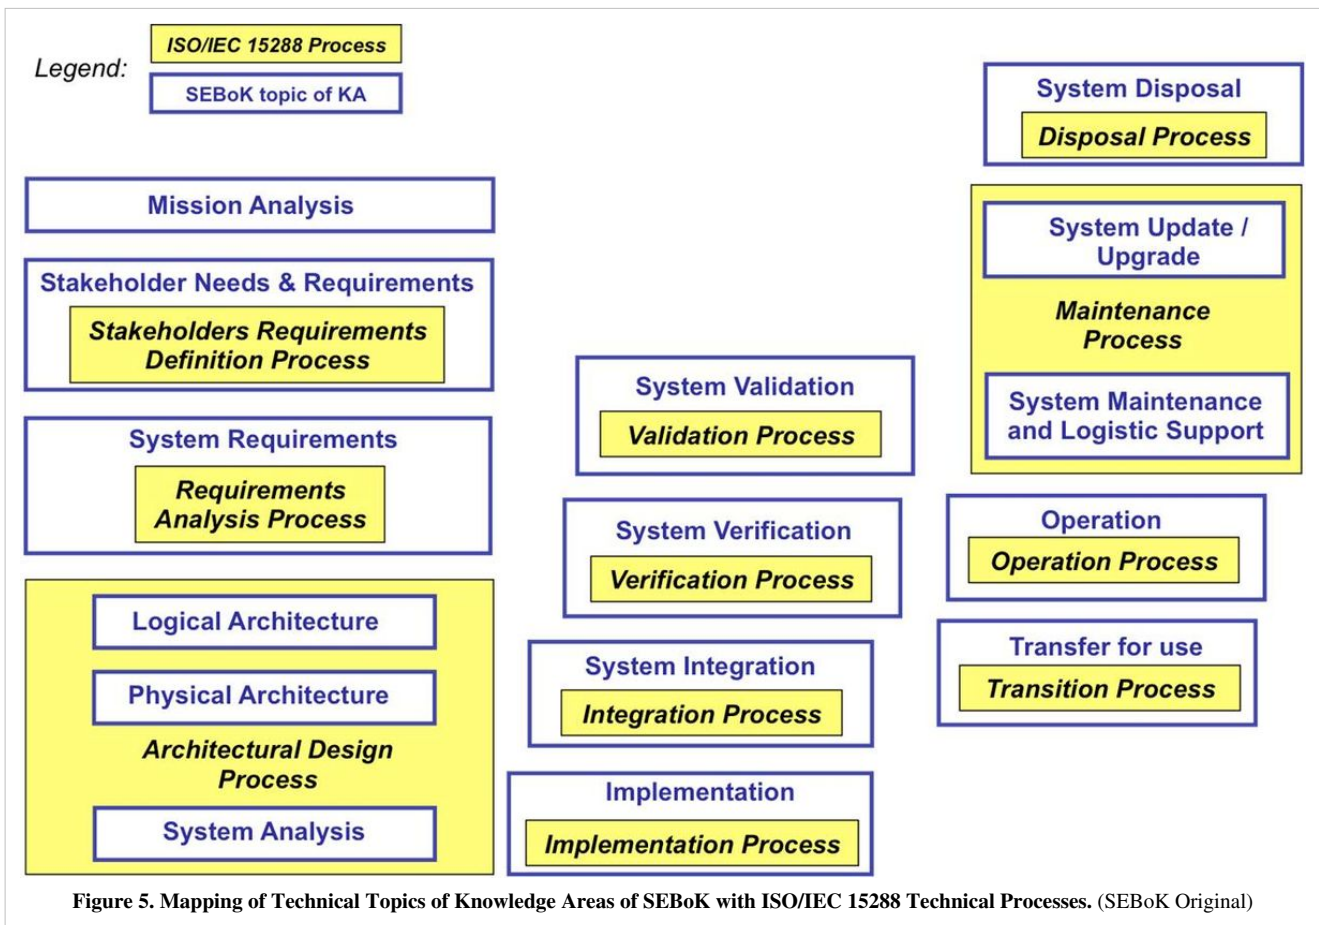 Legend:
ISO/IEC 15288 Process
SEBoK topic of KA
Mission Analysis
Stakeholder Needs & Requirements
Stakeholders Requirements
Definition Process
System Requirements
Requirements
Analysis Process
Logical Architecture
Physical Architecture
Architectural Design
Process
System Analysis
System Validation
Validation Process
System Verification
Verification Process
System Integration
Integration Process
Implementation
Implementation Process
System Disposal
Disposal Process
System Update /
Upgrade
Maintenance
Process
System Maintenance
and Logistic Support
Operation
Operation Process
Transfer for use
Transition Process
Figure 5. Mapping of Technical Topics of Knowledge Areas of SEBoK with ISO/IEC 15288 Technical Processes. (SEBoK Original)